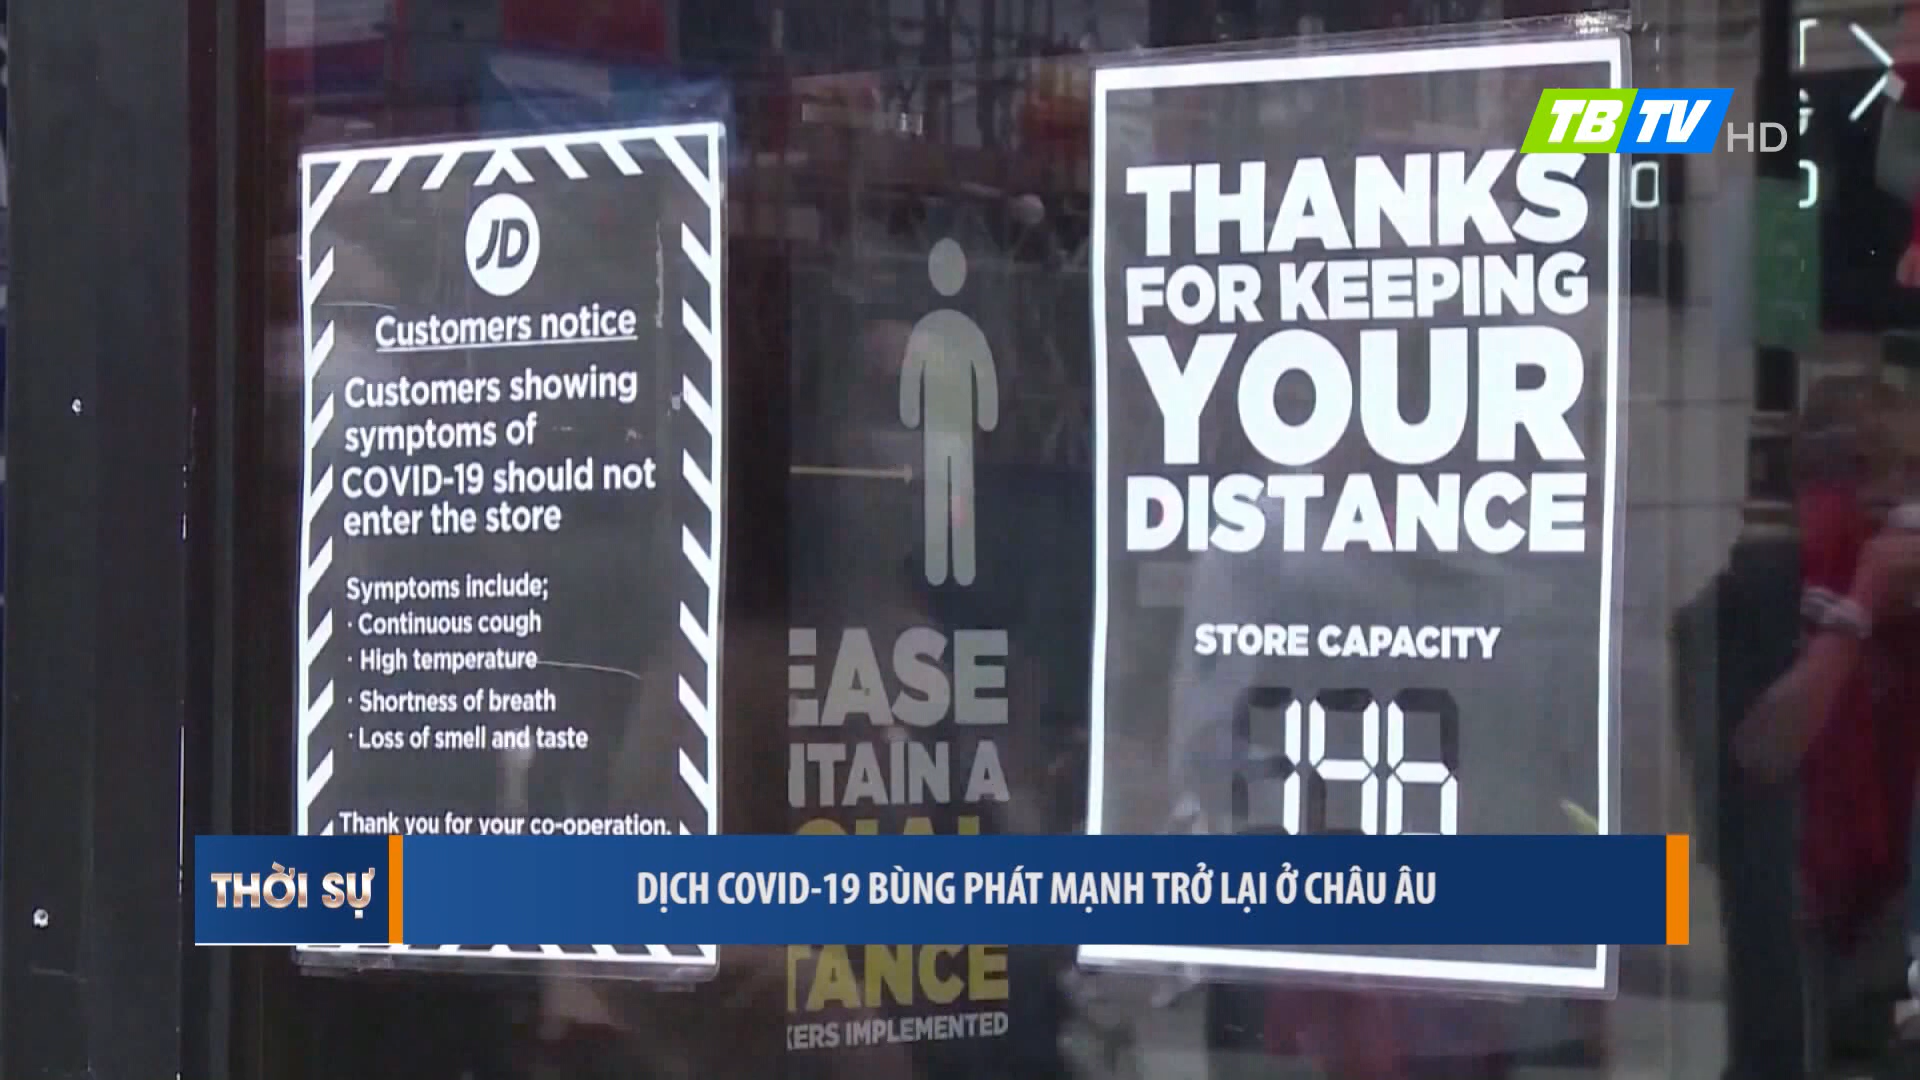 TBTV HD
JD
Customers notice
Customers showing
symptoms of
COVID-19 should not
enter the store
Symptoms include;
· Continuous cough
· High temperature
· Shortness of breath
· Loss of smell and taste
Thank you for your co-operation.
EASE
NTAIN A
TANCE
KERS IMPLEMENTED
THANKS
FOR KEEPING
YOUR
DISTANCE
STORE CAPACITY
146
THỜI SỰ
DỊCH COVID-19 BÙNG PHÁT MẠNH TRỞ LẠI Ở CHÂU ÂU